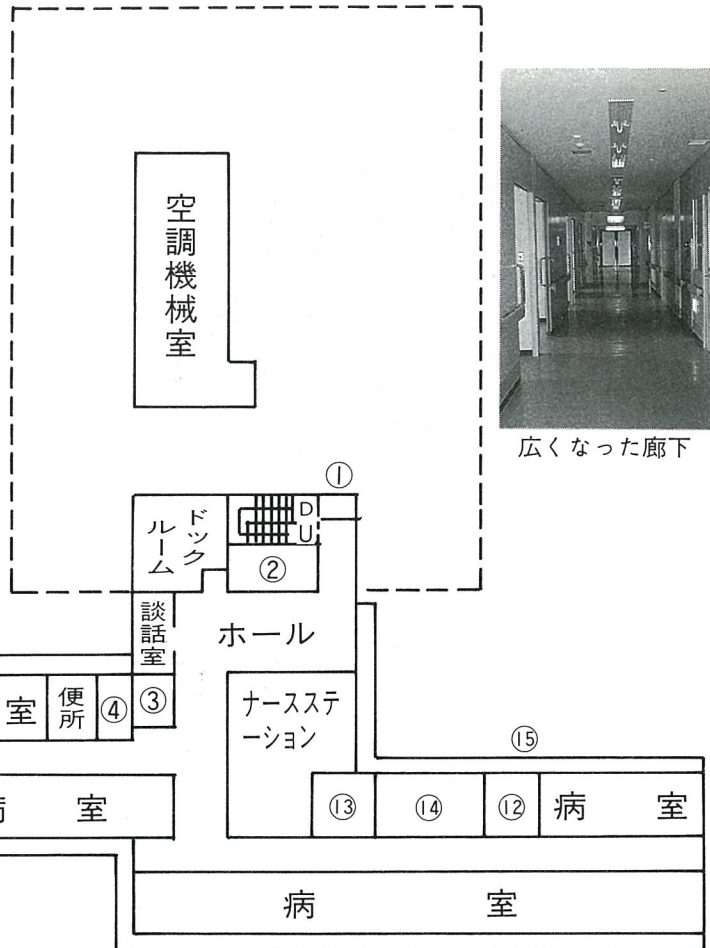 空調機械室
広くなった廊下
①
ドック
ルーム
DU
②
談話室
ホール
室
便所
④
③
ナースステ
ーション
⑮
室
⑬
⑭
⑫
病室
病室